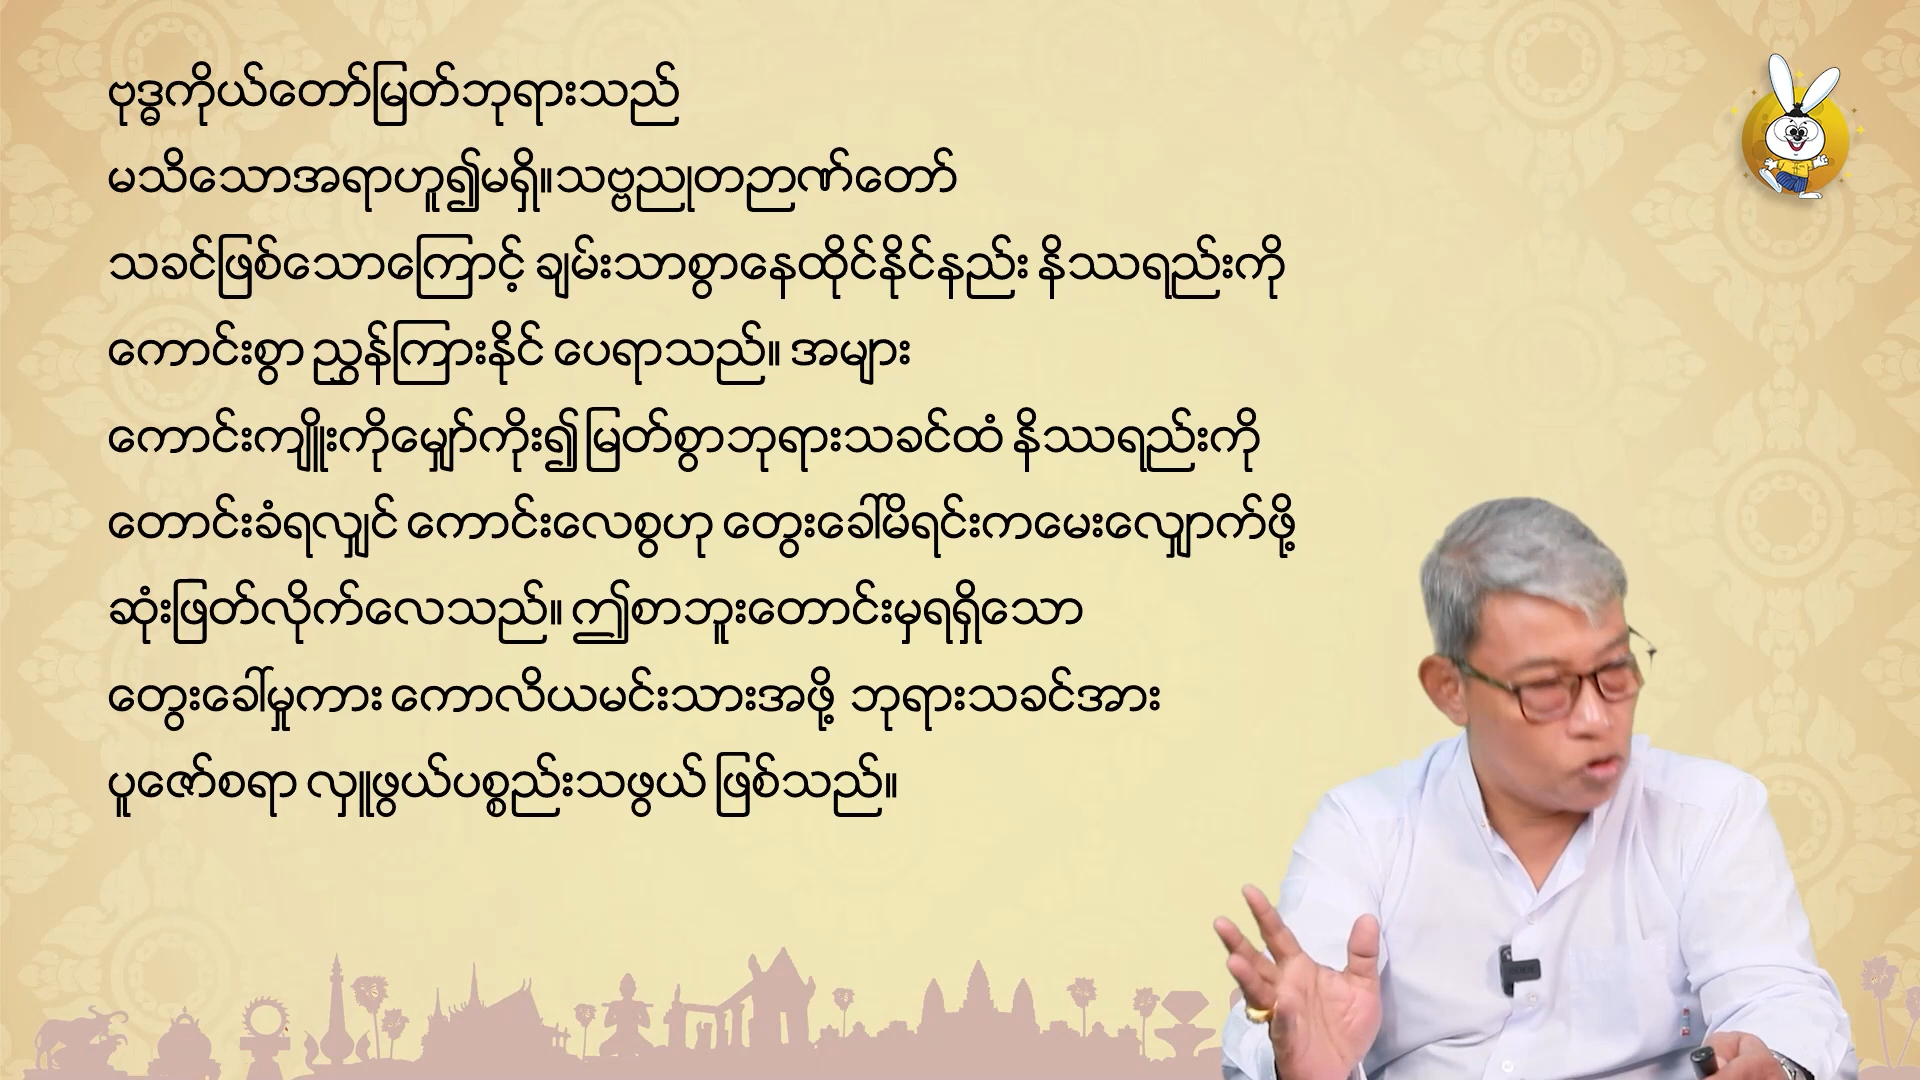 ဗုဒ္ဓကိုယ်တော်မြတ်ဘုရားသည်
မသိသောအရာဟူ၍မရှိ။သဗ္ဗညုတဉာဏ်တော်
သခင်ဖြစ်သောကြောင့် ချမ်းသာစွာနေထိုင်နိုင်နည်း နိဿရည်းကို
ကောင်းစွာ ညွှန်ကြားနိုင် ပေရာသည်။ အများ
ကောင်းကျိုးကိုမျှော်ကိုး၍ မြတ်စွာဘုရားသခင်ထံ နိဿရည်းကို
တောင်းခံရလျှင် ကောင်းလေစွဟု တွေးခေါ်မိရင်းကမေးလျှောက်ဖို့
ဆုံးဖြတ်လိုက်လေသည်။ ဤစာဘူးတောင်းမှရရှိသော
တွေးခေါ်မှုကား ကောလိယမင်းသားအဖို့ ဘုရားသခင်အား
ပူဇော်စရာ လှူဖွယ်ပစ္စည်းသဖွယ် ဖြစ်သည်။